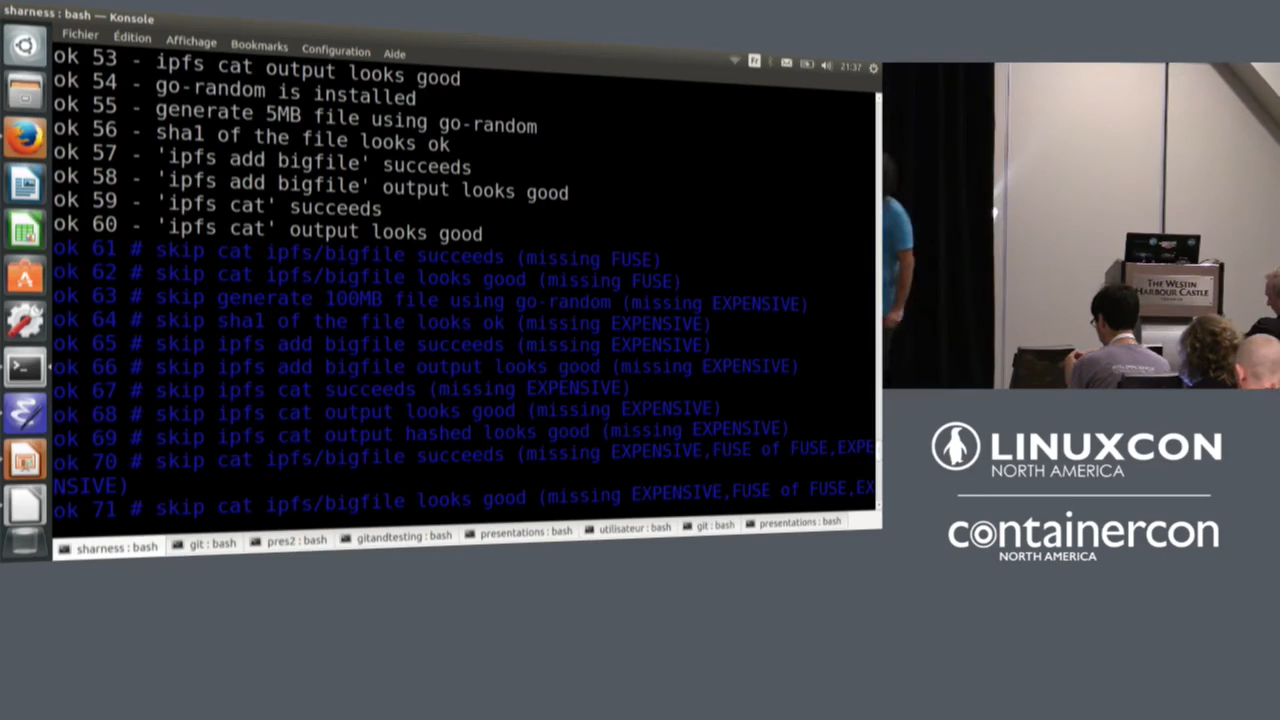 sharness : bash — Konsole
Fichier Édition Affichage Bookmarks Configuration Aide
Fr 21:37
ok 53 - ipfs cat output looks good
ok 54 - go-random is installed
ok 55 - generate 5MB file using go-random
ok 56 - sha1 of the file looks ok
ok 57 - 'ipfs add bigfile' succeeds
ok 58 - 'ipfs add bigfile' output looks good
ok 59 - 'ipfs cat' succeeds
ok 60 - 'ipfs cat' output looks good
ok 61 # skip cat ipfs/bigfile succeeds (missing FUSE)
ok 62 # skip cat ipfs/bigfile looks good (missing FUSE)
ok 63 # skip generate 100MB file using go-random (missing EXPENSIVE)
ok 64 # skip sha1 of the file looks ok (missing EXPENSIVE)
ok 65 # skip ipfs add bigfile succeeds (missing EXPENSIVE)
ok 66 # skip ipfs add bigfile output looks good (missing EXPENSIVE)
ok 67 # skip ipfs cat succeeds (missing EXPENSIVE)
ok 68 # skip ipfs cat output looks good (missing EXPENSIVE)
ok 69 # skip ipfs cat output hashed looks good (missing EXPENSIVE)
ok 70 # skip cat ipfs/bigfile succeeds (missing EXPENSIVE,FUSE of FUSE,EXPE
NSIVE)
ok 71 # skip cat ipfs/bigfile looks good (missing EXPENSIVE,FUSE of FUSE,EX
sharness : bash git : bash pres2 : bash gitandtesting : bash presentations : bash utilisateur : bash git : bash presentations : bash
THE WESTIN
HARBOUR CASTLE
LINUXCON
NORTH AMERICA
containercon
NORTH AMERICA